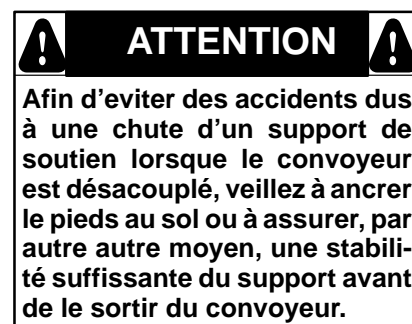 ATTENTION
Afin d'eviter des accidents dus
à une chute d'un support de
soutien lorsque le convoyeur
est désacouplé, veillez à ancrer
le pieds au sol ou à assurer, par
autre autre moyen, une stabili-
té suffissante du support avant
de le sortir du convoyeur.